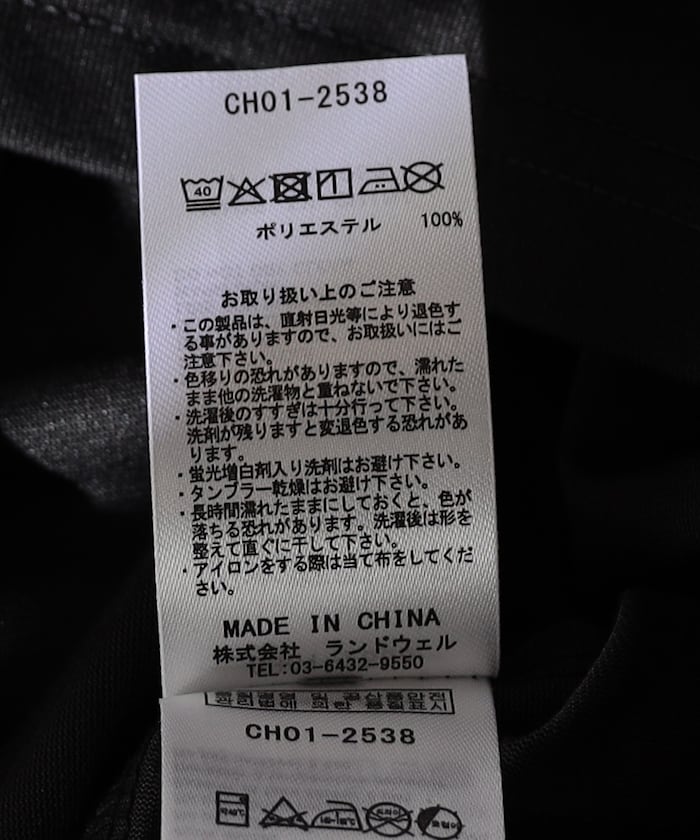 CH01-2538
40
ポリエステル 100%
お取り扱い上のご注意
・この製品は、直射日光等により退色す
る事がありますので、お取扱いにはご
注意下さい。
・色移りの恐れがありますので、濡れた
まま他の洗濯物と重ねないで下さい。
・洗濯後のすすぎは十分行って下さい。
洗剤が残りますと変退色する恐れがあ
ります。
・蛍光増白剤入り洗剤はお避け下さい。
・タンブラー乾燥はお避け下さい。
・長時間濡れたままにしておくと、色が
落ちる恐れがあります。洗濯後は形を
整えて直ぐに干して下さい。
・アイロンをする際は当て布をしてくだ
さい。
MADE IN CHINA
株式会社 ランドウェル
TEL:03-6432-9550
관리법에 의한 품질표시
CH01-2538